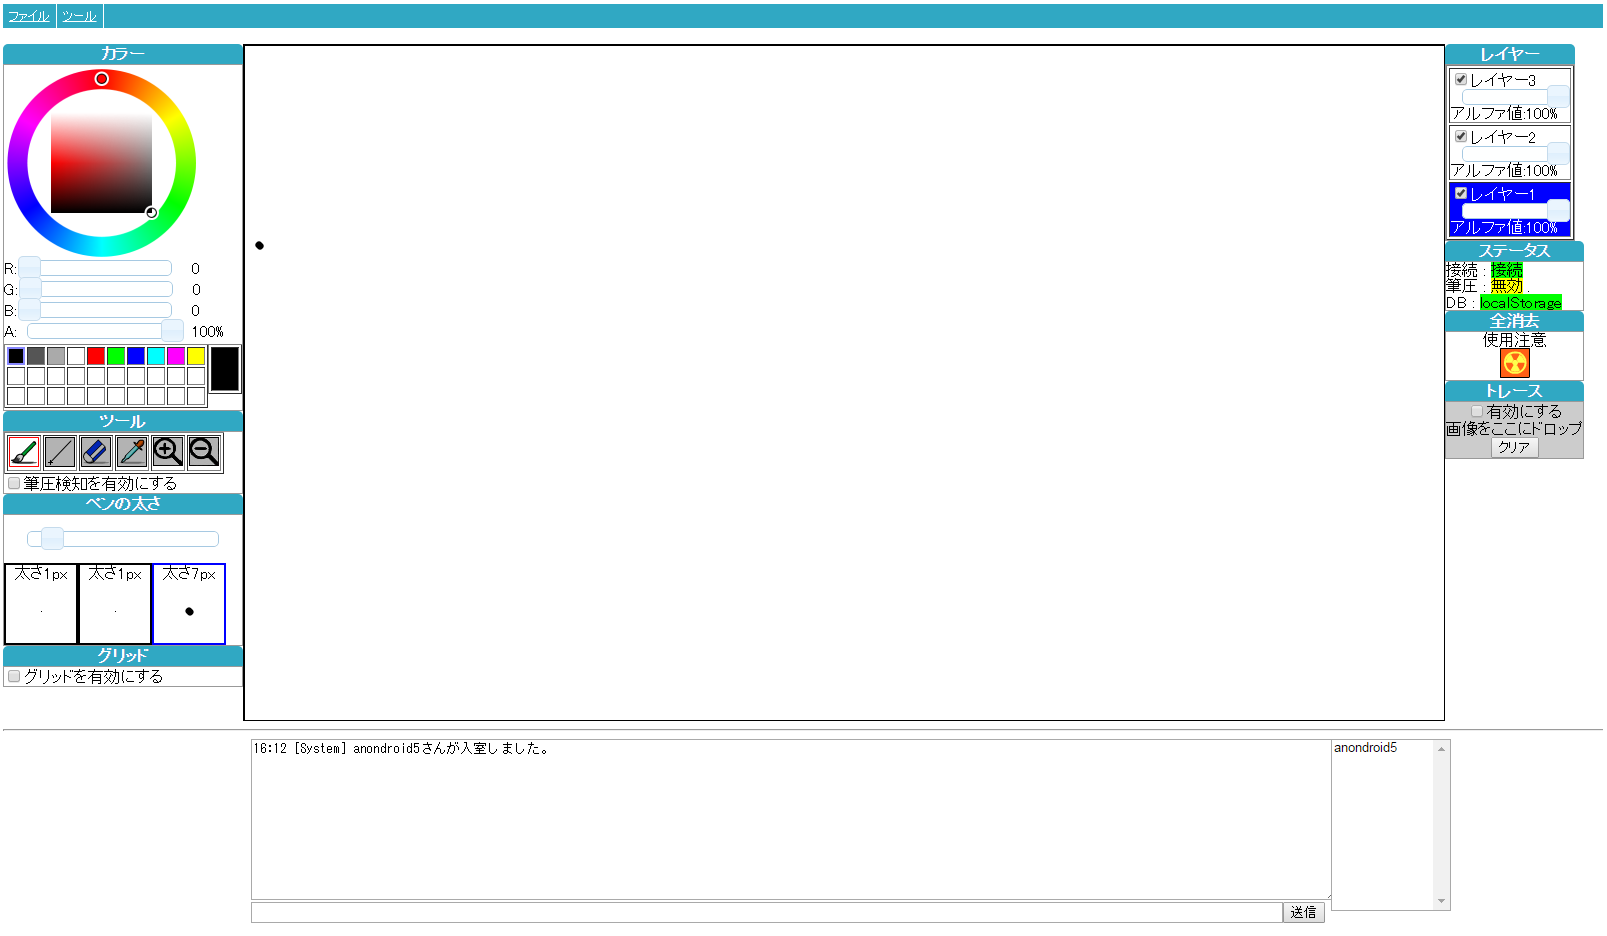 ファイル ツール
カラー
R: 0
G: 0
B: 0
A: 100%
ツール
筆圧検知を有効にする
ペンの太さ
太さ1px 太さ1px 太さ7px
グリッド
グリッドを有効にする
レイヤー
レイヤー3
アルファ値:100%
レイヤー2
アルファ値:100%
レイヤー1
アルファ値:100%
ステータス
接続 : 接続
筆圧 : 無効 .
DB : localStorage
全消去
使用注意
トレース
有効にする
画像をここにドロップ
クリア
16:12 [System] anondroid5さんが入室しました。
anondroid5
送信